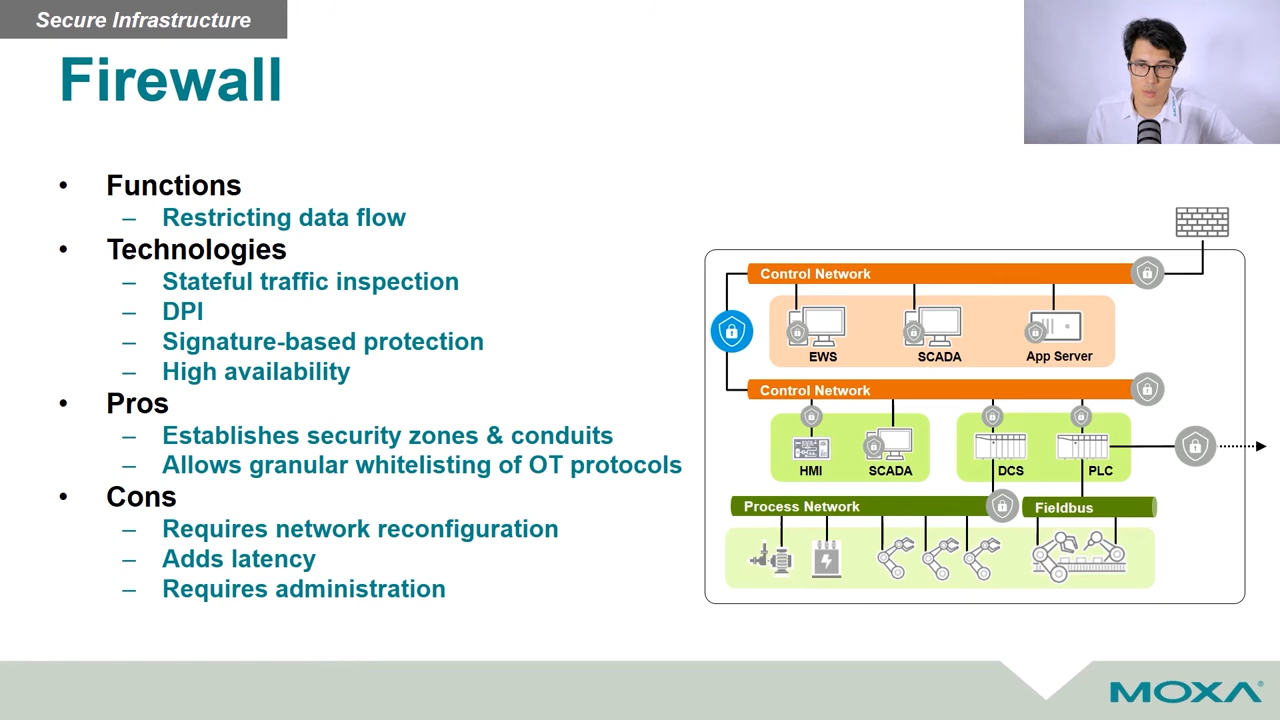 Secure Infrastructure
Firewall
• Functions
– Restricting data flow
• Technologies
– Stateful traffic inspection
– DPI
– Signature-based protection
– High availability
• Pros
– Establishes security zones & conduits
– Allows granular whitelisting of OT protocols
• Cons
– Requires network reconfiguration
– Adds latency
– Requires administration
Control Network
EWS SCADA App Server
Control Network
HMI SCADA DCS PLC
Process Network Fieldbus
MOXA®